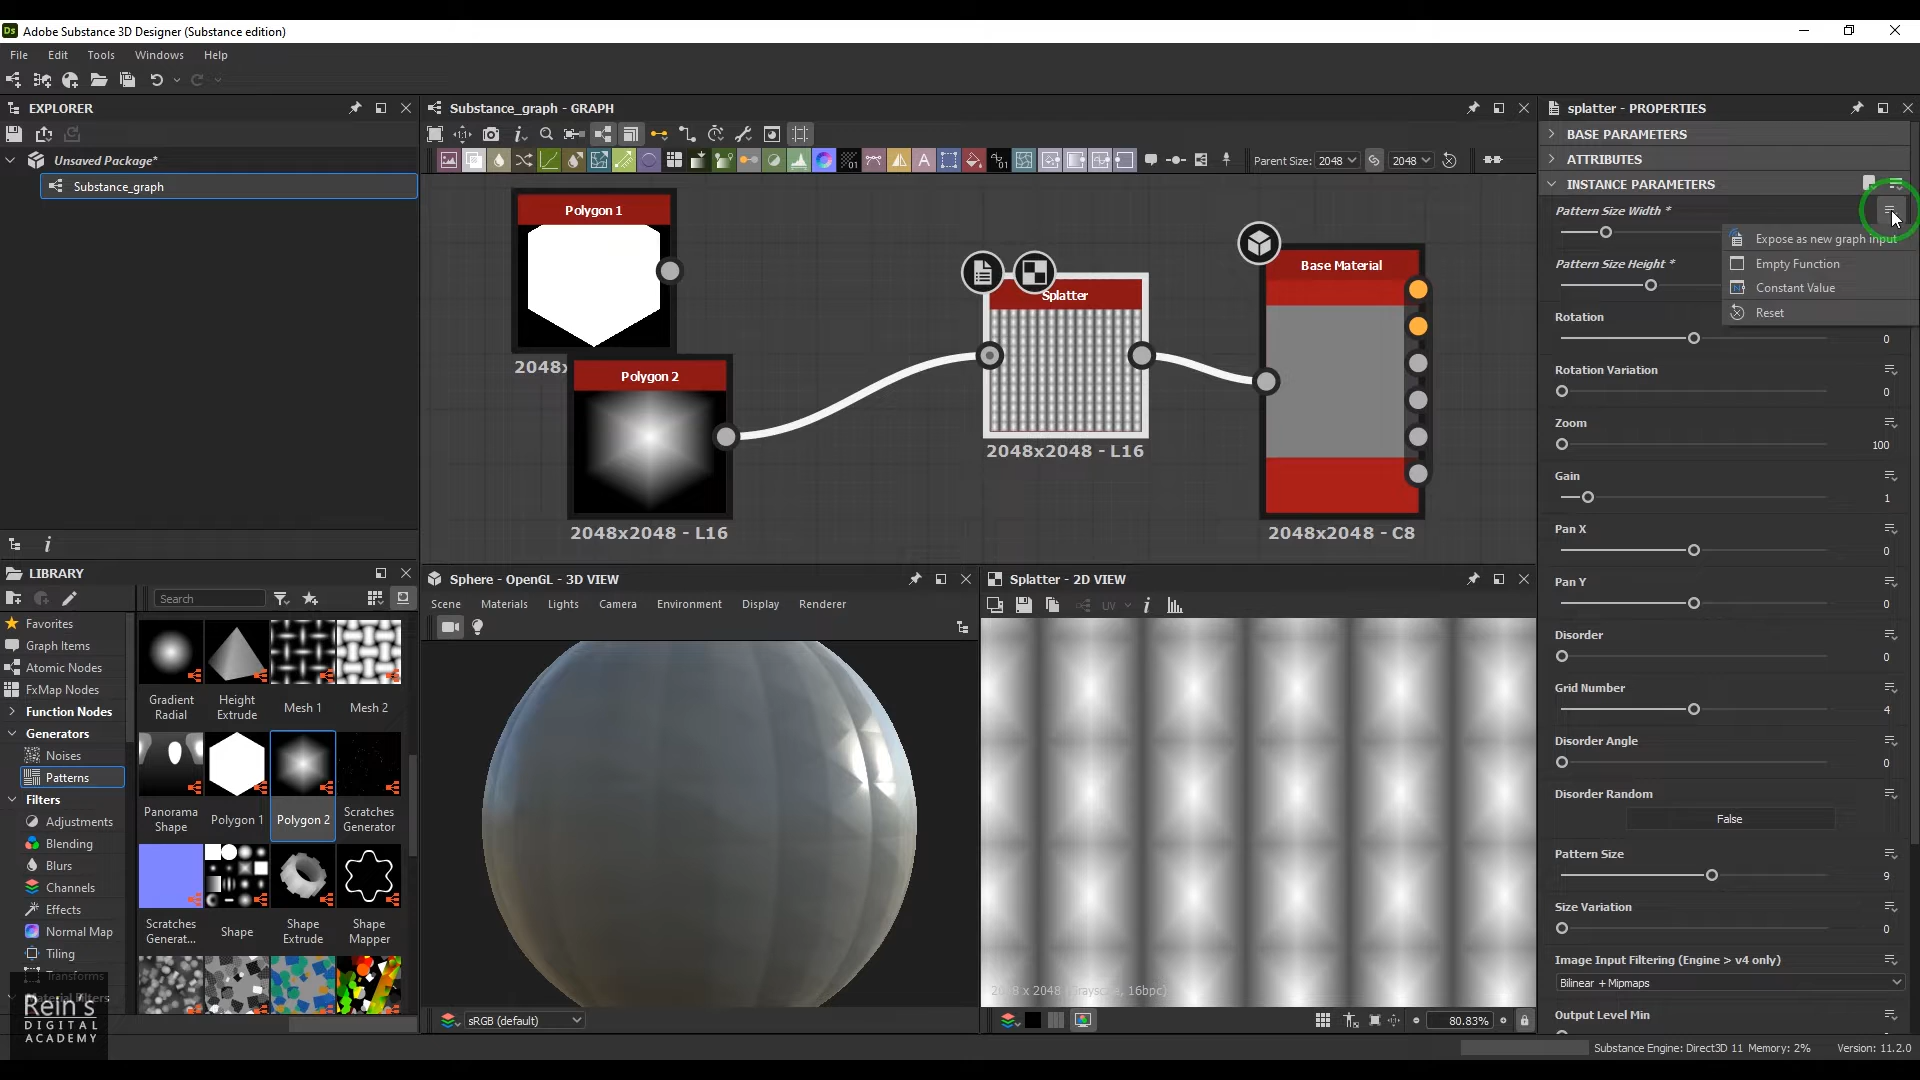 Adobe Substance 3D Designer (Substance edition)
File Edit Tools Windows Help
EXPLORER
Unsaved Package*
Substance_graph
Substance_graph - GRAPH
Parent Size: 2048 2048
Polygon 1
Polygon 2
2048x2048 - L16
Splatter
2048x2048 - L16
Base Material
2048x2048 - C8
splatter - PROPERTIES
BASE PARAMETERS
ATTRIBUTES
INSTANCE PARAMETERS
Pattern Size Width *
Expose as new graph input
Empty Function
Constant Value
Reset
Pattern Size Height *
Rotation
0
Rotation Variation
0
Zoom
100
Gain
1
Pan X
0
Pan Y
0
Disorder
0
Grid Number
4
Disorder Angle
0
Disorder Random
False
Pattern Size
9
Size Variation
0
Image Input Filtering (Engine > v4 only)
Bilinear + Mipmaps
Output Level Min
LIBRARY
Search
Favorites
Graph Items
Atomic Nodes
FxMap Nodes
Function Nodes
Generators
Noises
Patterns
Filters
Adjustments
Blending
Blurs
Channels
Effects
Normal Map
Tiling
Transforms
Material Filters
Gradient Radial
Height Extrude
Mesh 1
Mesh 2
Panorama Shape
Polygon 1
Polygon 2
Scratches Generator
Scratches Generat...
Shape
Shape Extrude
Shape Mapper
Sphere - OpenGL - 3D VIEW
Scene Materials Lights Camera Environment Display Renderer
sRGB (default)
Splatter - 2D VIEW
UV
2048 x 2048 (Grayscale, 16bpc)
80.83%
Substance Engine: Direct3D 11 Memory: 2% Version: 11.2.0
Rein's
DIGITAL
ACADEMY